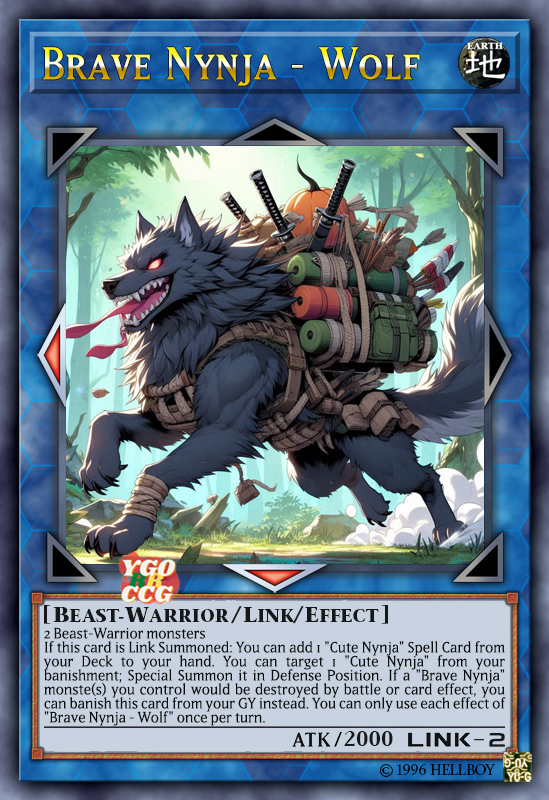 Brave Nynja - Wolf
EARTH
地
YGO
RR
CCG
[Beast-Warrior/Link/Effect]
2 Beast-Warrior monsters
If this card is Link Summoned: You can add 1 "Cute Nynja" Spell Card from
your Deck to your hand. You can target 1 "Cute Nynja" from your
banishment; Special Summon it in Defense Position. If a "Brave Nynja"
monste(s) you control would be destroyed by battle or card effect, you
can banish this card from your GY instead. You can only use each effect of
"Brave Nynja - Wolf" once per turn.
ATK/2000 LINK-2
© 1996 HELLBOY